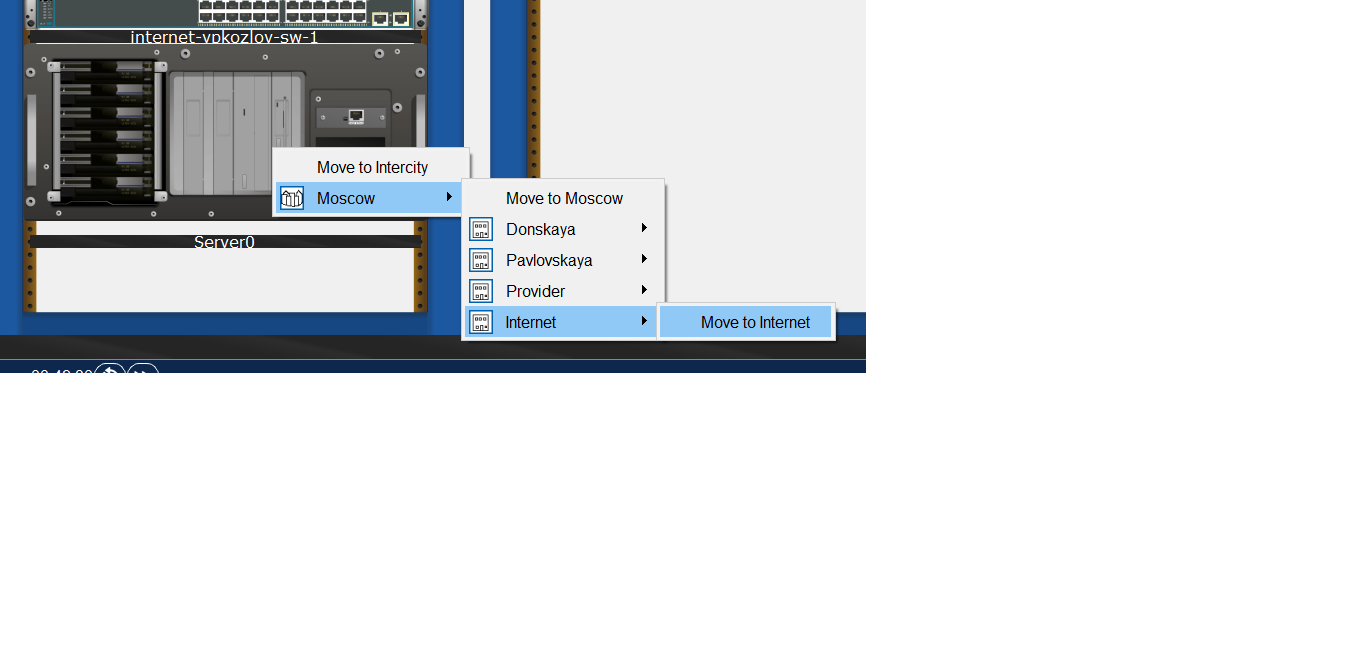 internet-vpkozlov-sw-1
Move to Intercity
Moscow
Move to Moscow
Donskaya
Pavlovskaya
Provider
Internet
Move to Internet
Server0